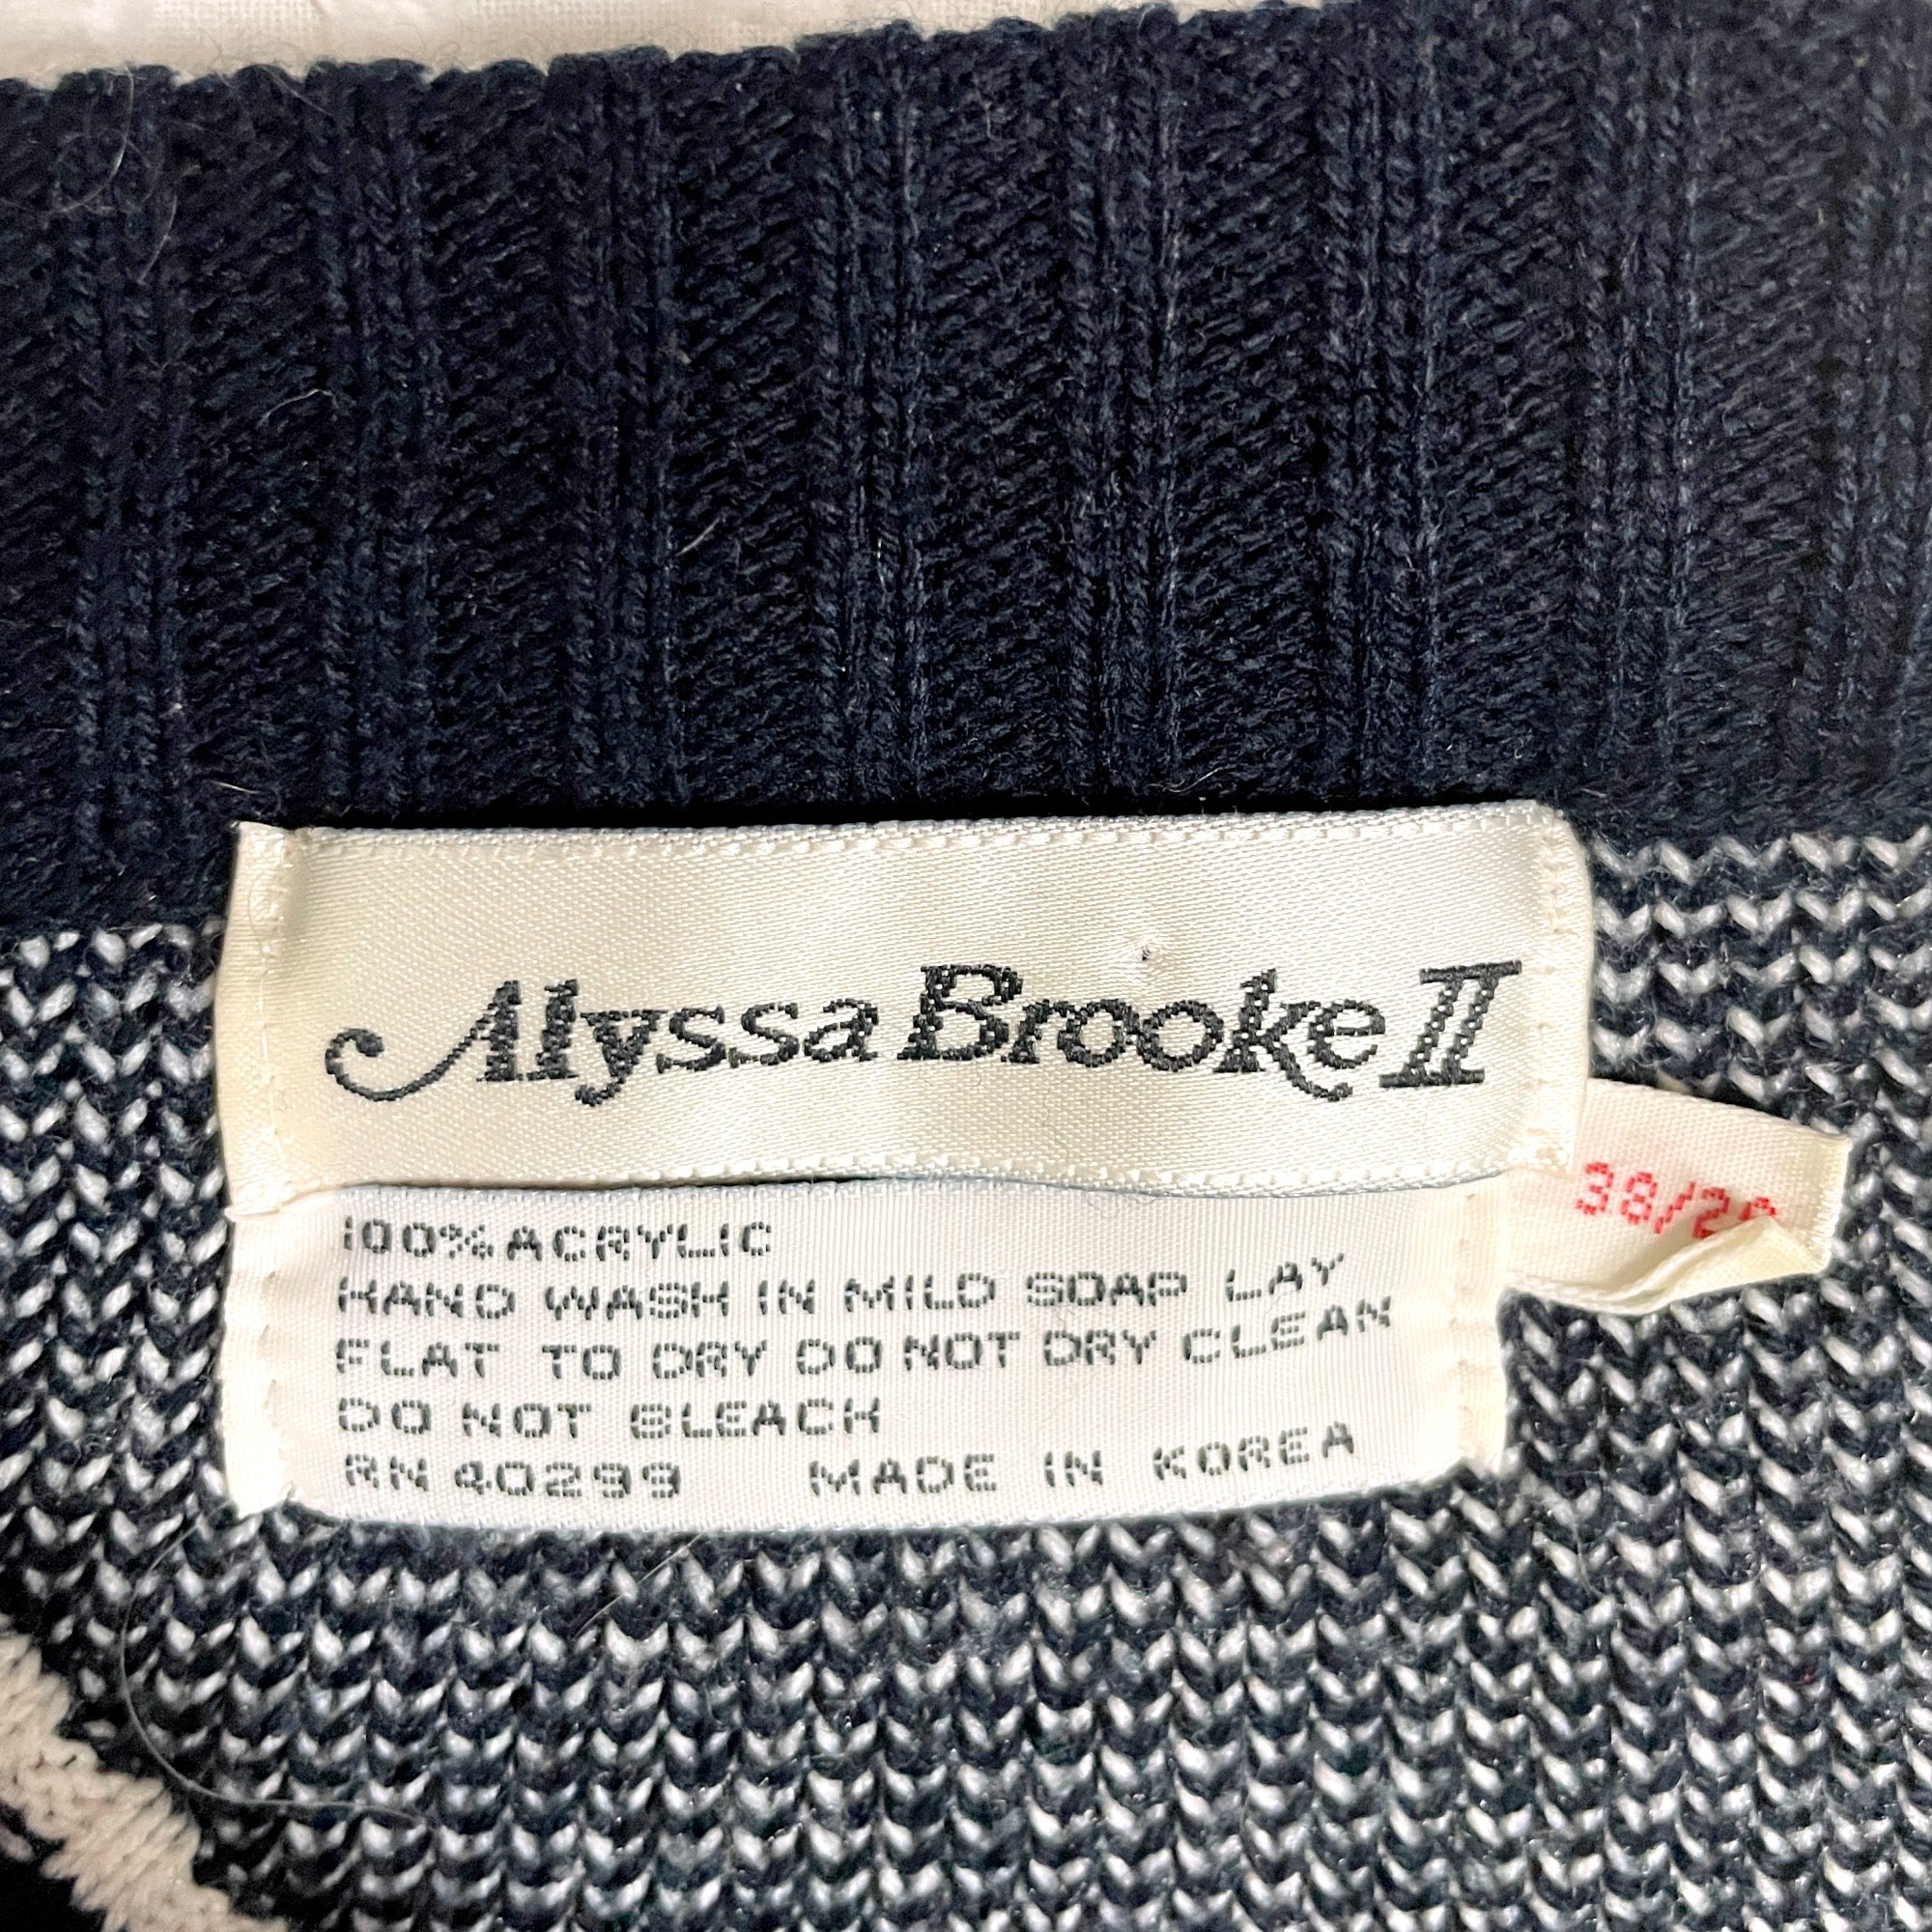 Alyssa Brooke II
100% ACRYLIC
HAND WASH IN MILD SOAP LAY
FLAT TO DRY DO NOT DRY CLEAN
DO NOT BLEACH
RN 40299 MADE IN KOREA